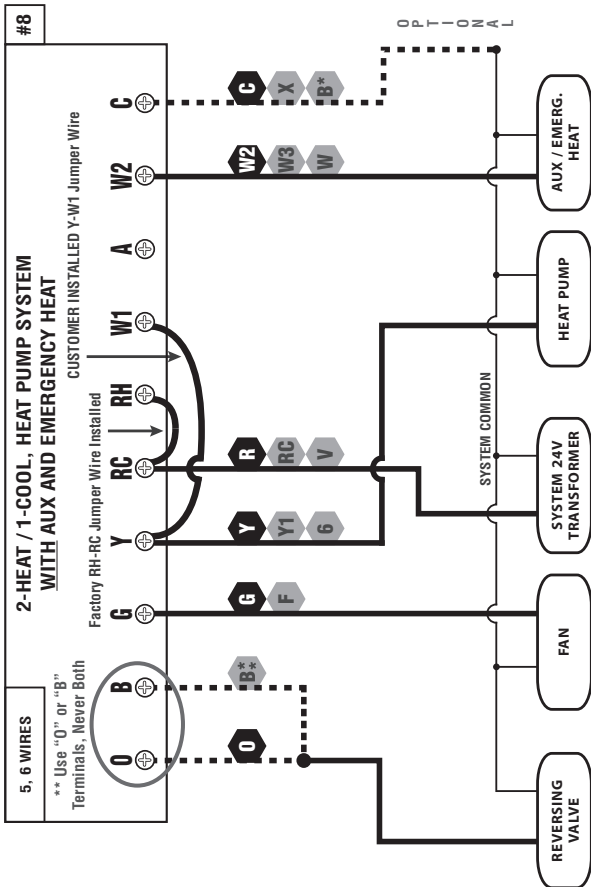 5, 6 WIRES
2-HEAT / 1-COOL, HEAT PUMP SYSTEM
WITH AUX AND EMERGENCY HEAT
#8
** Use "O" or "B"
Terminals, Never Both
Factory RH-RC Jumper Wire Installed
CUSTOMER INSTALLED Y-W1 Jumper Wire
O
B
G
Y
RC
RH
W1
A
W2
C
O
B*
G
F
Y
Y1
6
R
RC
V
W2
W3
W
C
X
B*
OPTIONAL
SYSTEM COMMON
REVERSING
VALVE
FAN
SYSTEM 24V
TRANSFORMER
HEAT PUMP
AUX / EMERG.
HEAT